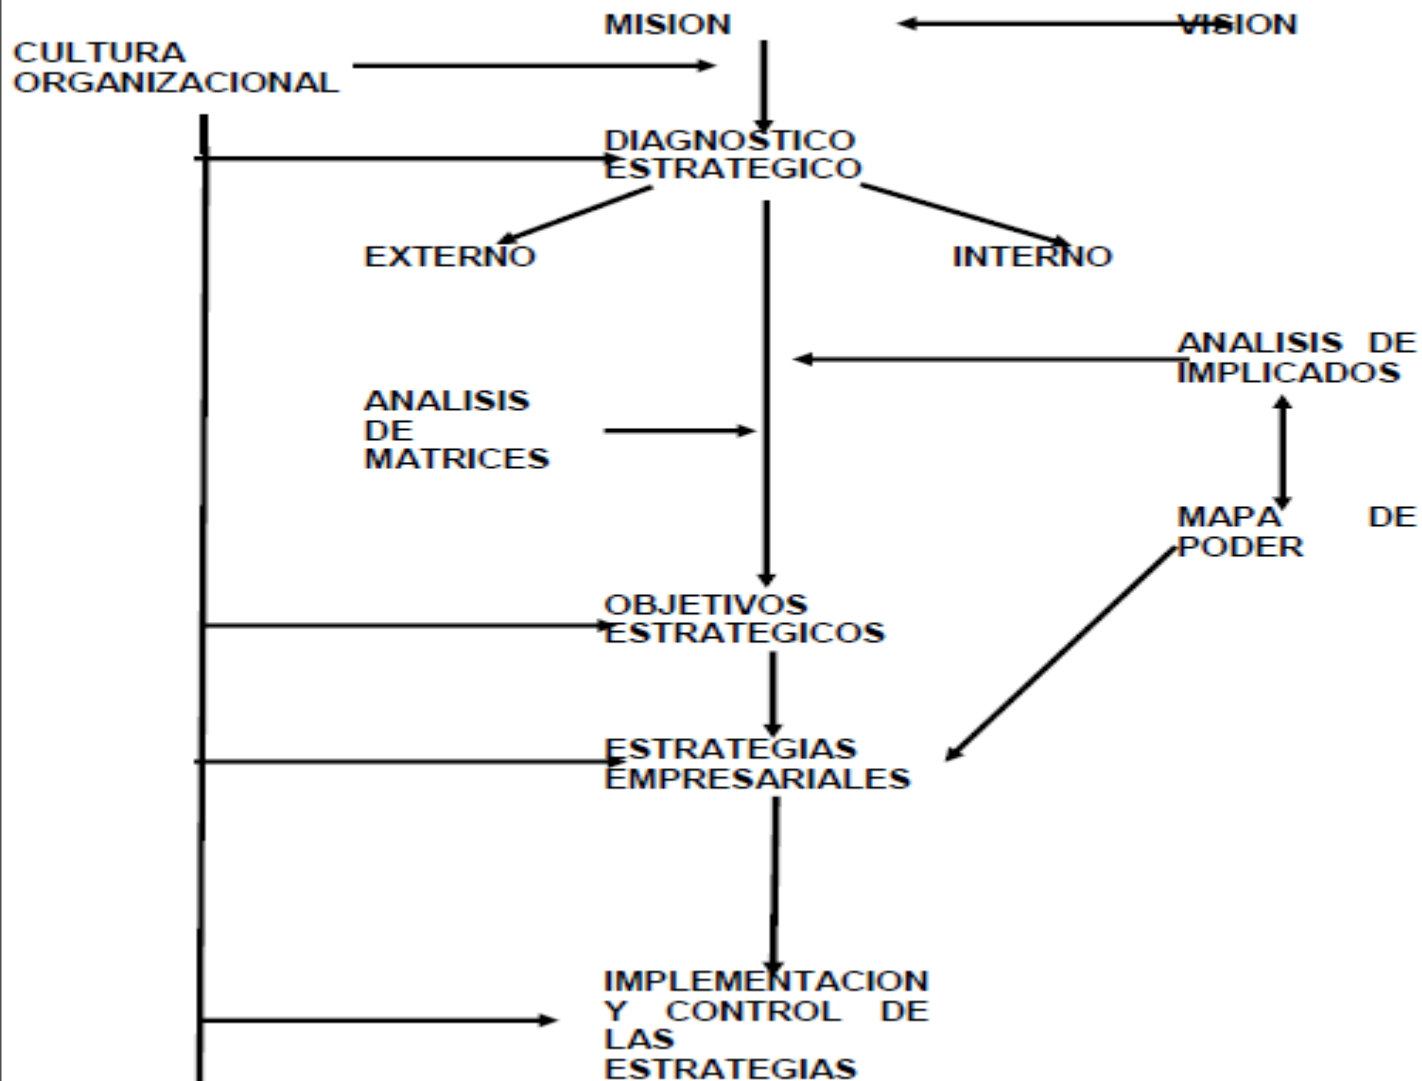 MISION
VISION
CULTURA
ORGANIZACIONAL
DIAGNOSTICO
ESTRATEGICO
EXTERNO
INTERNO
ANALISIS DE
IMPLICADOS
ANALISIS
DE
MATRICES
MAPA DE
PODER
OBJETIVOS
ESTRATEGICOS
ESTRATEGIAS
EMPRESARIALES
IMPLEMENTACION
Y CONTROL DE
LAS
ESTRATEGIAS